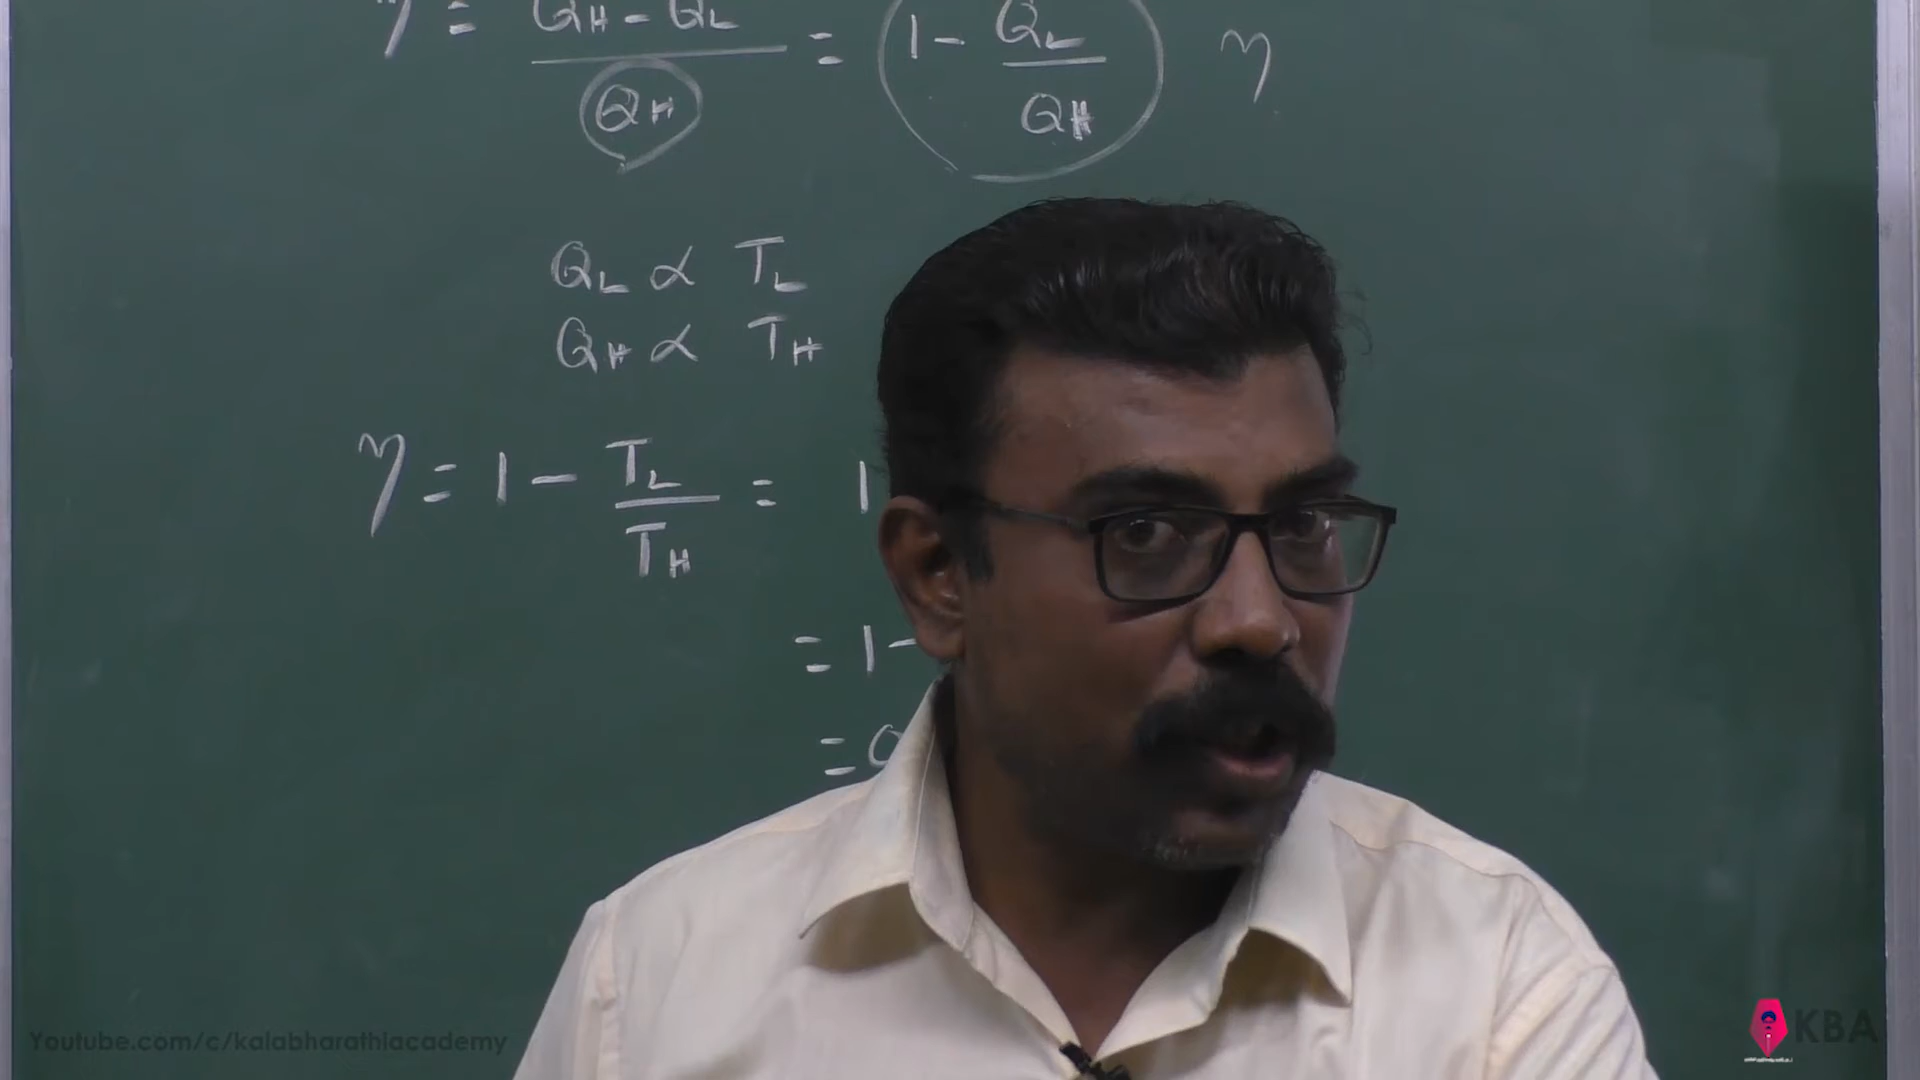 η = (QH - QL) / QH = 1 - QL / QH η
QL ∝ TL
QH ∝ TH
η = 1 - TL / TH = 1
= 1 -
= 0
Youtube.com/c/kalabharathiacademy
KBA